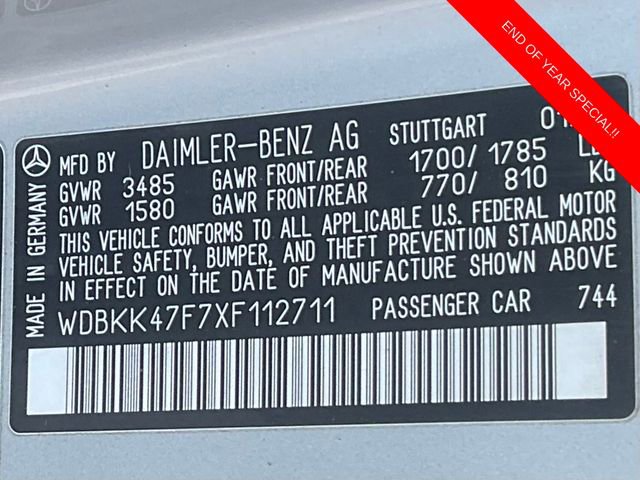 END OF YEAR SPECIAL!!
MFD BY DAIMLER-BENZ AG STUTTGART
GVWR 3485 GAWR FRONT/REAR 1700/ 1785
GVWR 1580 GAWR FRONT/REAR 770/ 810 KG
THIS VEHICLE CONFORMS TO ALL APPLICABLE U.S. FEDERAL MOTOR
VEHICLE SAFETY, BUMPER, AND THEFT PREVENTION STANDARDS
IN EFFECT ON THE DATE OF MANUFACTURE SHOWN ABOVE
WDBKK47F7XF112711 PASSENGER CAR 744
MADE IN GERMANY